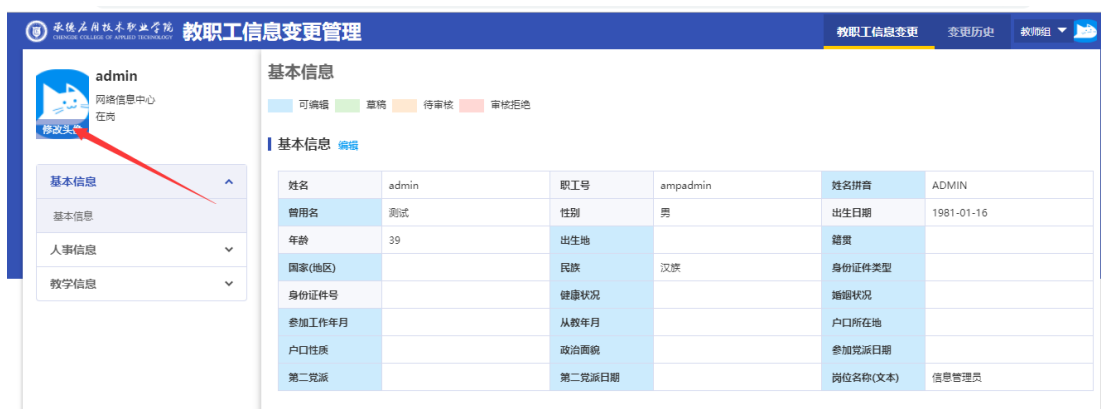 承德应用技术职业学院 教职工信息变更管理 教职工信息变更 变更历史 教师组
CHENGDE COLLEGE OF APPLIED TECHNOLOGY
admin
网络信息中心
在岗
修改头像
基本信息
可编辑 草稿 待审核 审核拒绝
基本信息 编辑
基本信息
基本信息
人事信息
教学信息
姓名 admin 职工号 ampadmin 姓名拼音 ADMIN
曾用名 测试 性别 男 出生日期 1981-01-16
年龄 39 出生地 籍贯
国家(地区) 民族 汉族 身份证件类型
身份证件号 健康状况 婚姻状况
参加工作年月 从教年月 户口所在地
户口性质 政治面貌 参加党派日期
第二党派 第二党派日期 岗位名称(文本) 信息管理员